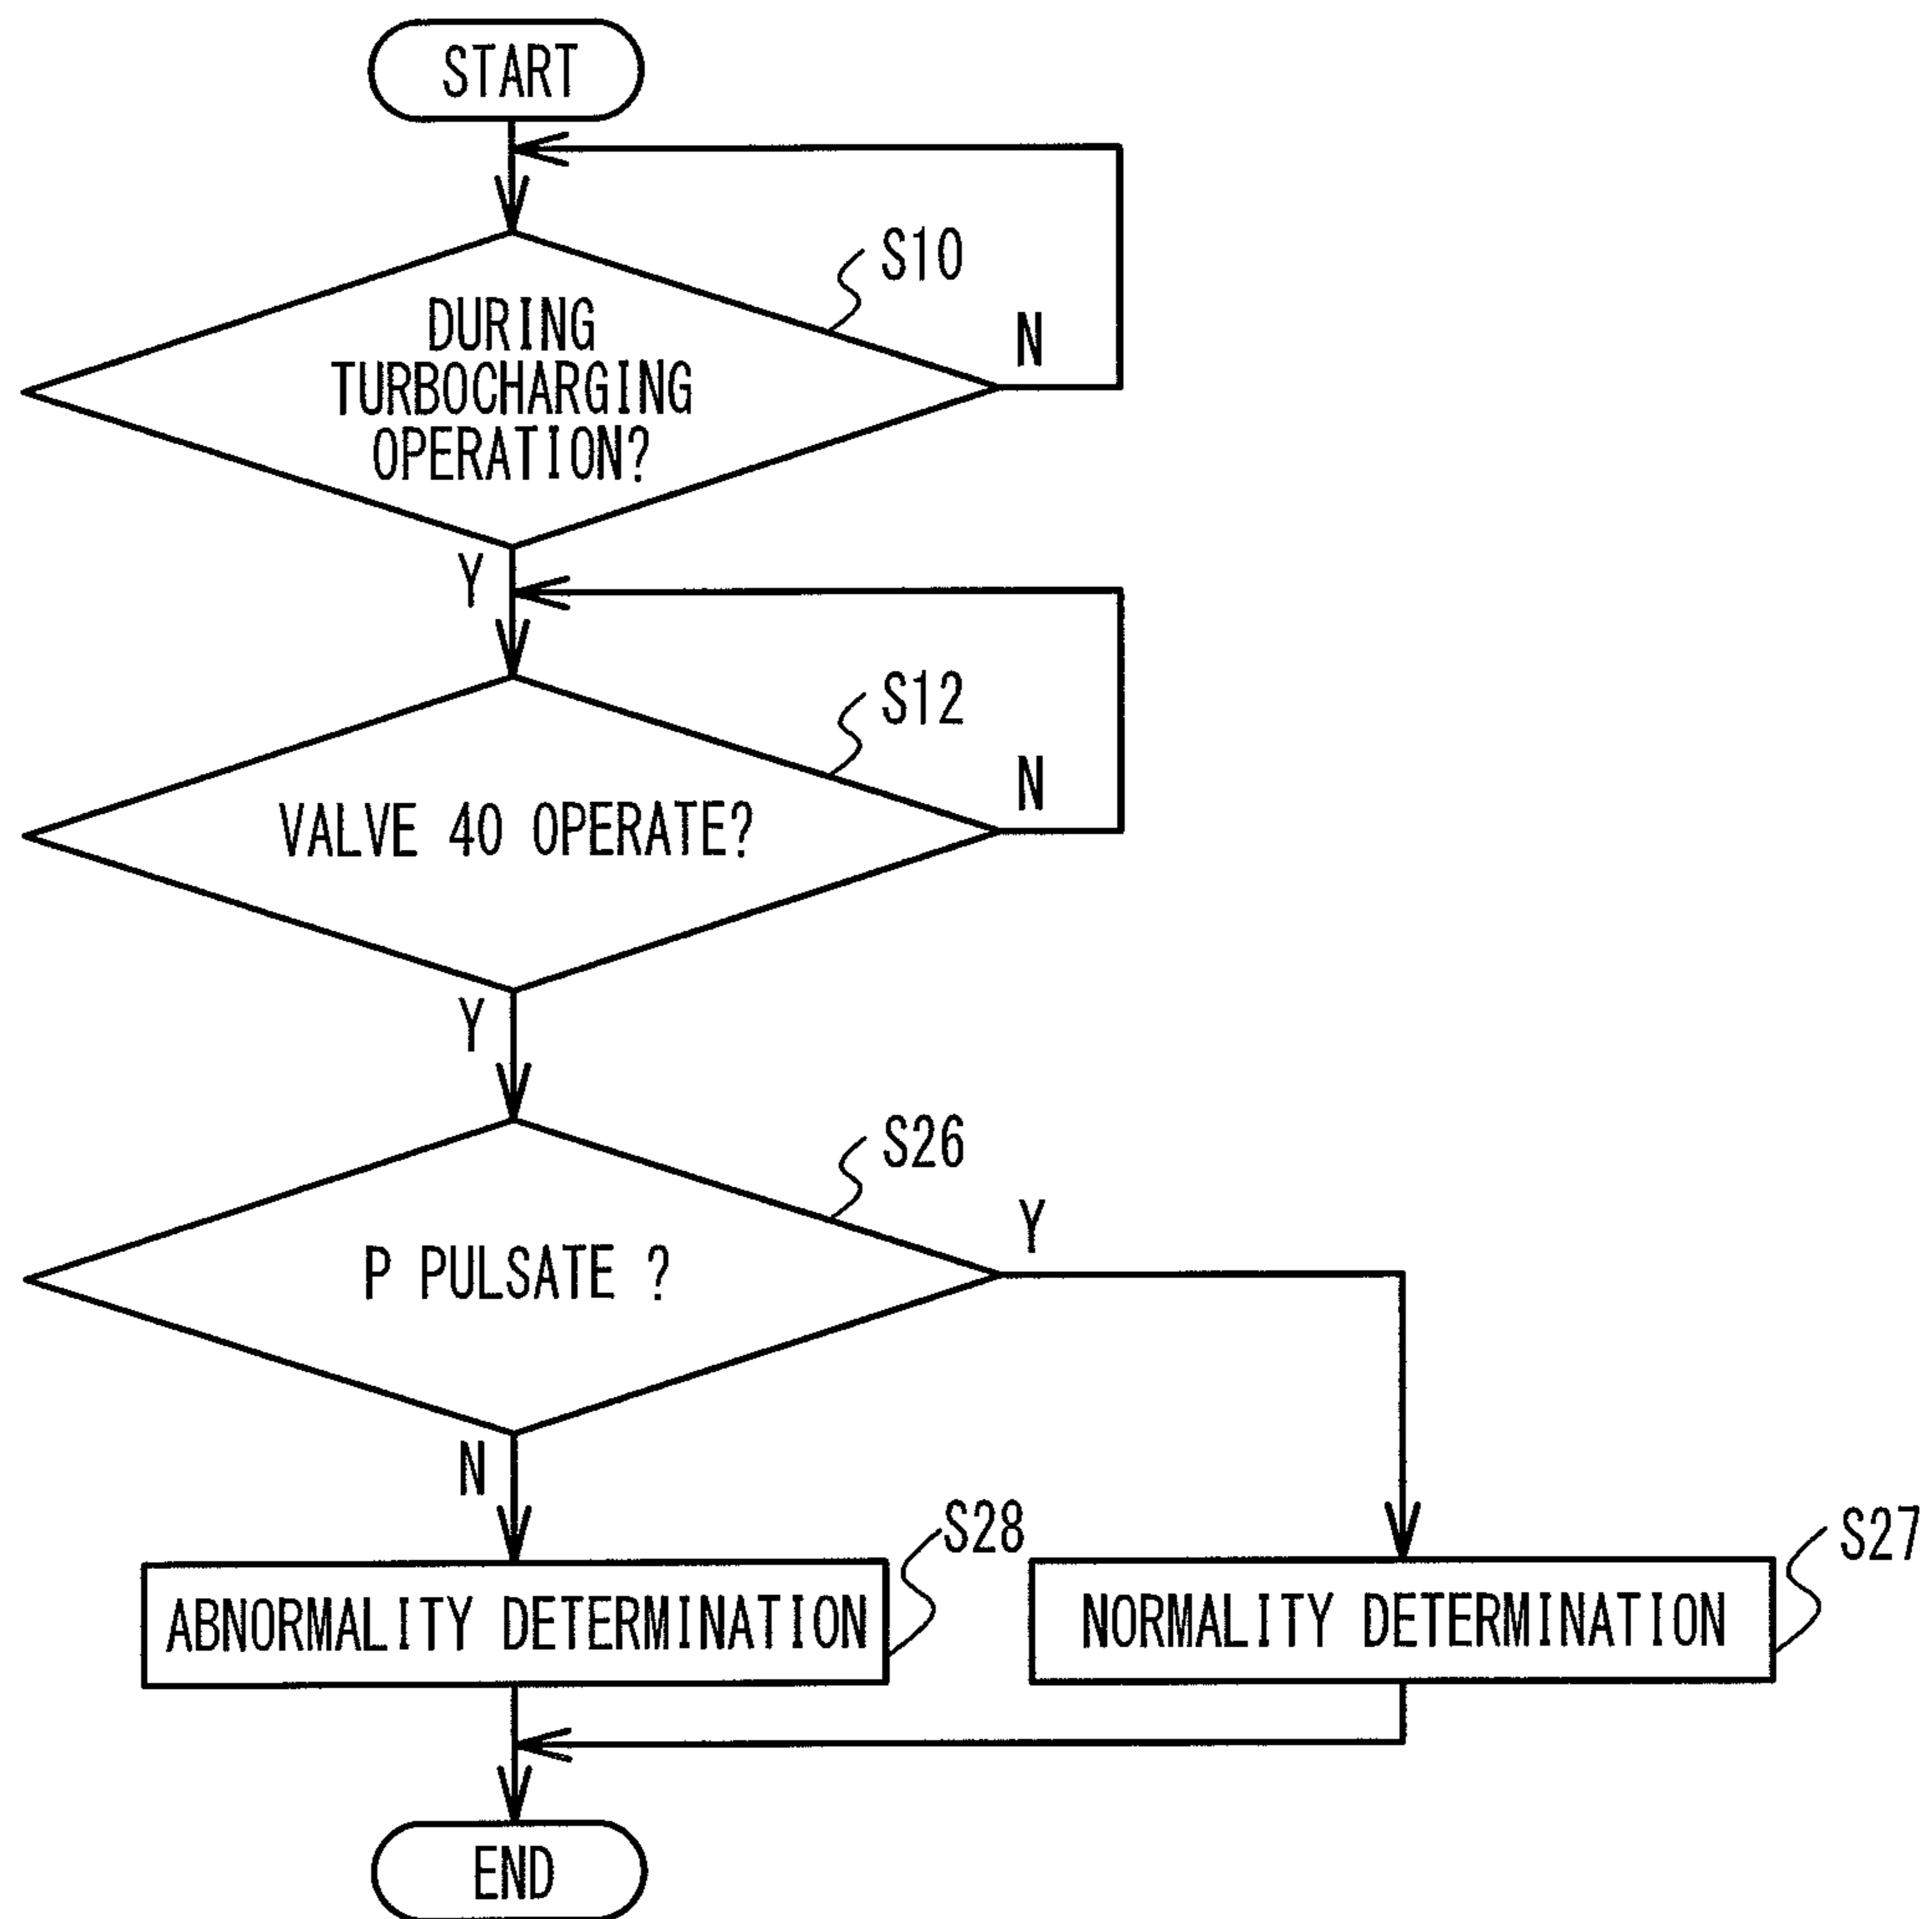 START
S10
DURING
TURBOCHARGING
OPERATION?
N
Y
S12
VALVE 40 OPERATE?
N
Y
S26
P PULSATE ?
Y
N
S28
ABNORMALITY DETERMINATION
S27
NORMALITY DETERMINATION
END